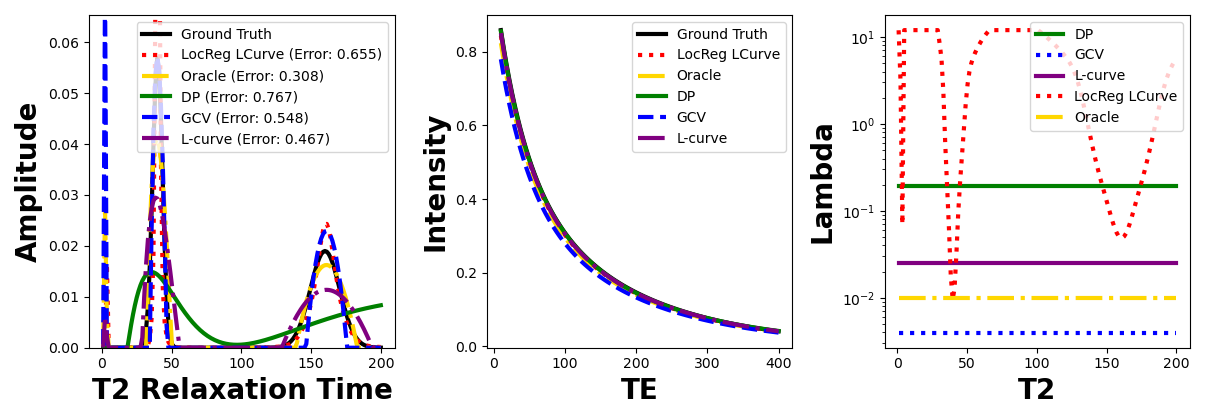 Amplitude
0.06
0.05
0.04
0.03
0.02
0.01
0.00
0 50 100 150 200
T2 Relaxation Time
Ground Truth
LocReg LCurve (Error: 0.655)
Oracle (Error: 0.308)
DP (Error: 0.767)
GCV (Error: 0.548)
L-curve (Error: 0.467)
Intensity
0.8
0.6
0.4
0.2
0.0
0 100 200 300 400
TE
Ground Truth
LocReg LCurve
Oracle
DP
GCV
L-curve
Lambda
10¹
10⁰
10⁻¹
10⁻²
0 50 100 150 200
T2
DP
GCV
L-curve
LocReg LCurve
Oracle